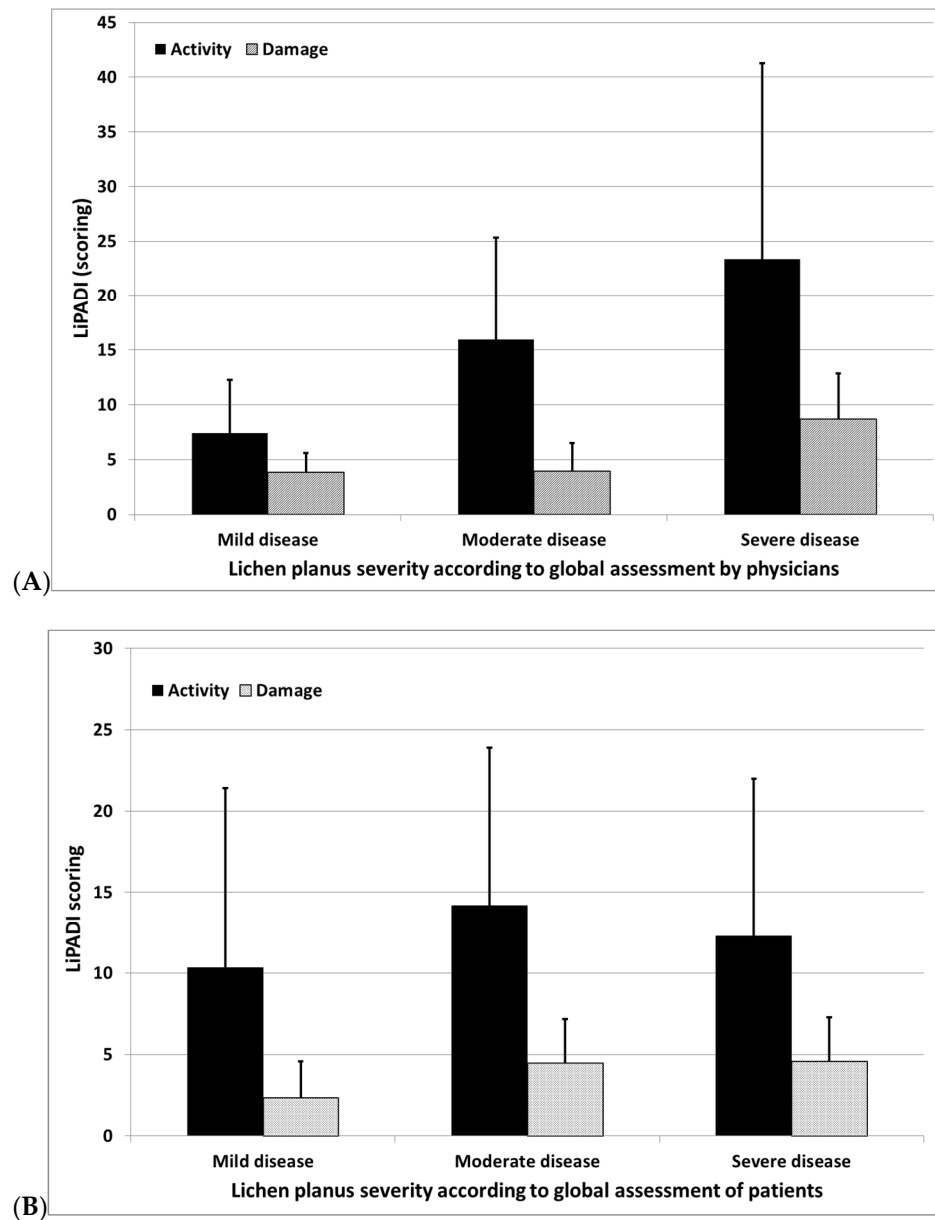 45
Activity Damage
40
35
30
25
20
15
10
5
0
LiPADI (scoring)
Mild disease Moderate disease Severe disease
Lichen planus severity according to global assessment by physicians
(A)
30
Activity Damage
25
20
15
10
5
0
LiPADI scoring
Mild disease Moderate disease Severe disease
Lichen planus severity according to global assessment of patients
(B)